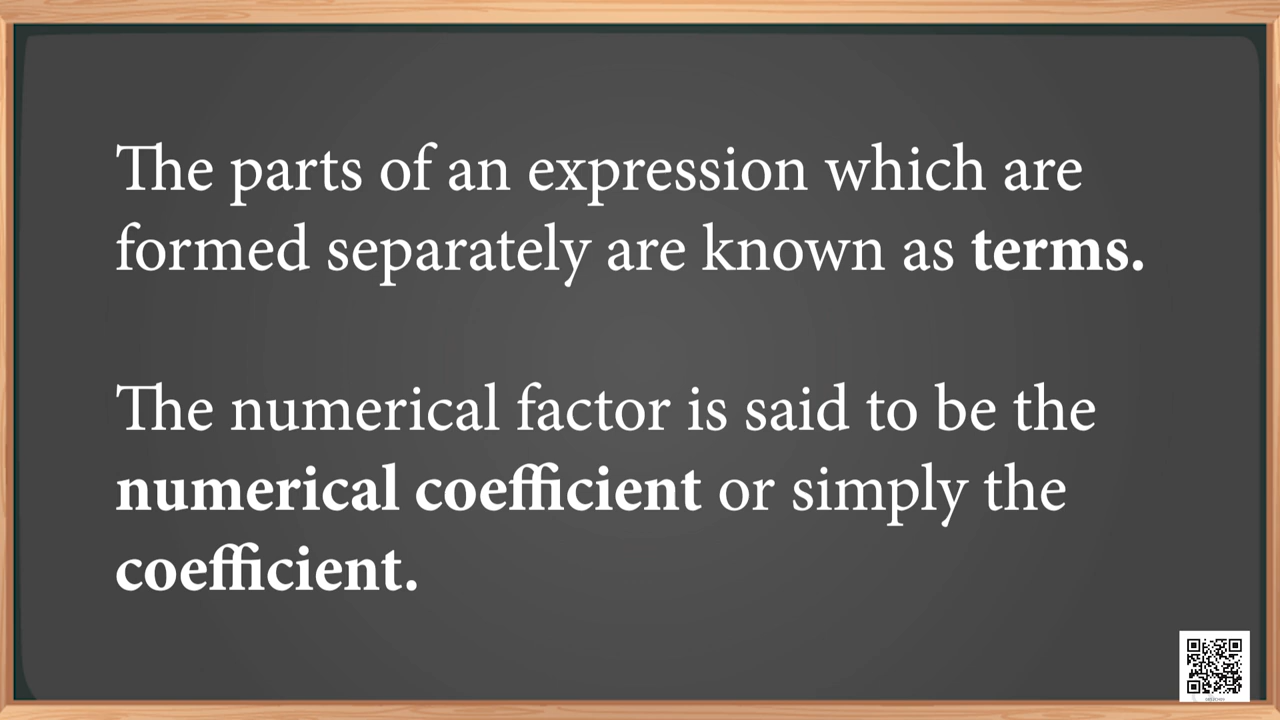 The parts of an expression which are
formed separately are known as terms.
The numerical factor is said to be the
numerical coefficient or simply the
coefficient.